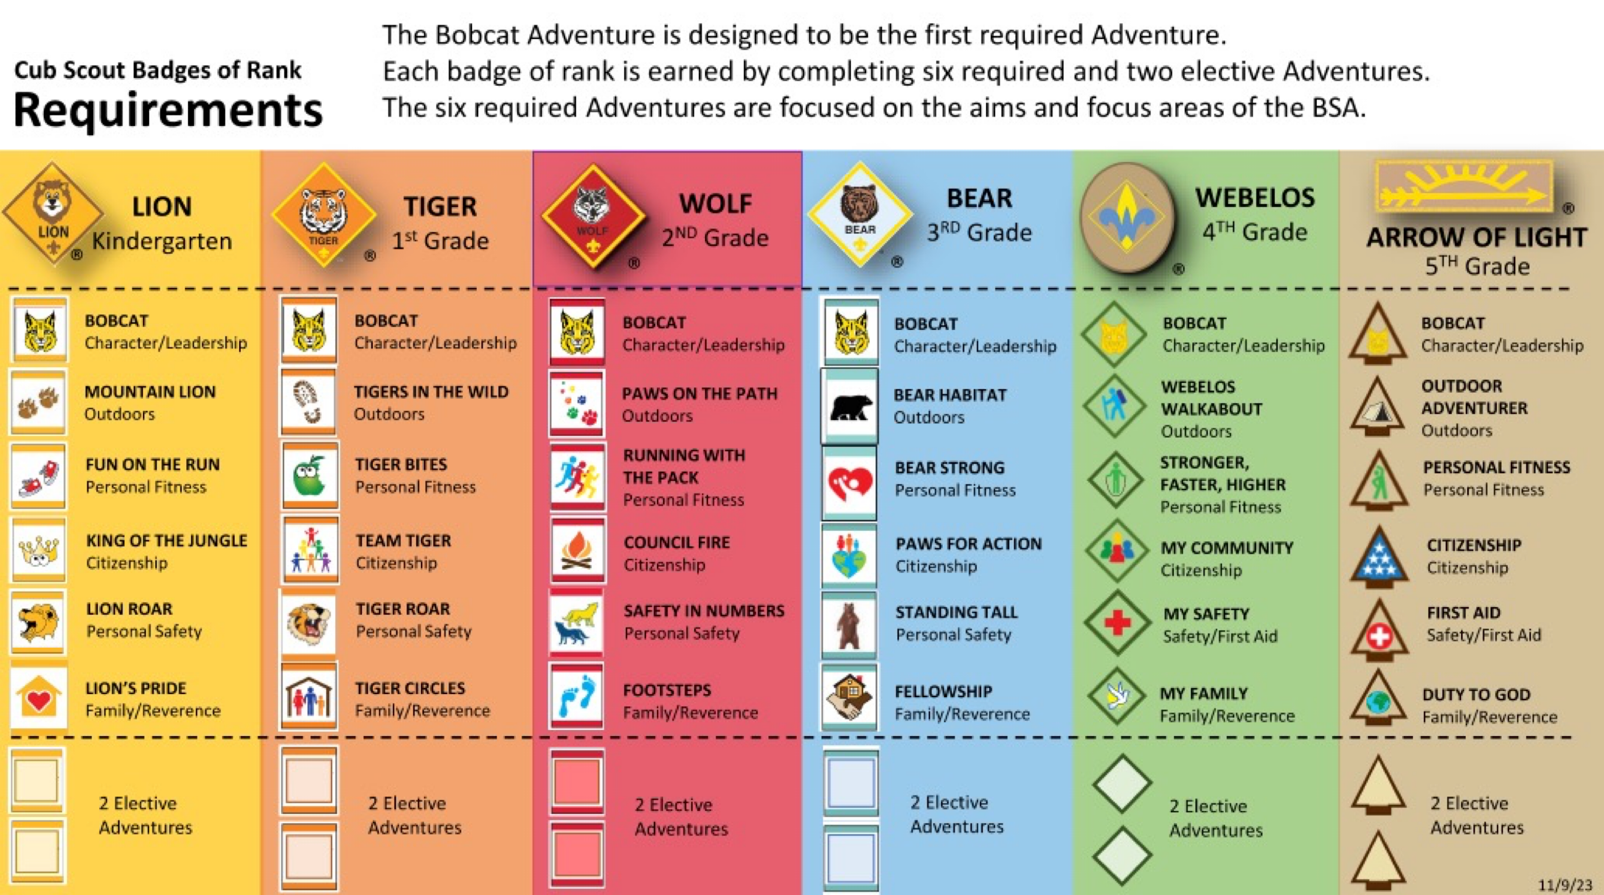 The Bobcat Adventure is designed to be the first required Adventure.
Cub Scout Badges of Rank
Each badge of rank is earned by completing six required and two elective Adventures.
Requirements
The six required Adventures are focused on the aims and focus areas of the BSA.
LION
LION
®
Kindergarten
BOBCAT
Character/Leadership
MOUNTAIN LION
Outdoors
FUN ON THE RUN
Personal Fitness
KING OF THE JUNGLE
Citizenship
LION ROAR
Personal Safety
LION'S PRIDE
Family/Reverence
2 Elective
Adventures
TIGER
TIGER
®
1st Grade
BOBCAT
Character/Leadership
TIGERS IN THE WILD
Outdoors
TIGER BITES
Personal Fitness
TEAM TIGER
Citizenship
TIGER ROAR
Personal Safety
TIGER CIRCLES
Family/Reverence
2 Elective
Adventures
WOLF
WOLF
®
2ND Grade
BOBCAT
Character/Leadership
PAWS ON THE PATH
Outdoors
RUNNING WITH
THE PACK
Personal Fitness
COUNCIL FIRE
Citizenship
SAFETY IN NUMBERS
Personal Safety
FOOTSTEPS
Family/Reverence
2 Elective
Adventures
BEAR
BEAR
®
3RD Grade
BOBCAT
Character/Leadership
BEAR HABITAT
Outdoors
BEAR STRONG
Personal Fitness
PAWS FOR ACTION
Citizenship
STANDING TALL
Personal Safety
FELLOWSHIP
Family/Reverence
2 Elective
Adventures
WEBELOS
®
4TH Grade
BOBCAT
Character/Leadership
WEBELOS
WALKABOUT
Outdoors
STRONGER,
FASTER, HIGHER
Personal Fitness
MY COMMUNITY
Citizenship
MY SAFETY
Safety/First Aid
MY FAMILY
Family/Reverence
2 Elective
Adventures
®
ARROW OF LIGHT
5TH Grade
BOBCAT
Character/Leadership
OUTDOOR
ADVENTURER
Outdoors
PERSONAL FITNESS
Personal Fitness
CITIZENSHIP
Citizenship
FIRST AID
Safety/First Aid
DUTY TO GOD
Family/Reverence
2 Elective
Adventures
11/9/23